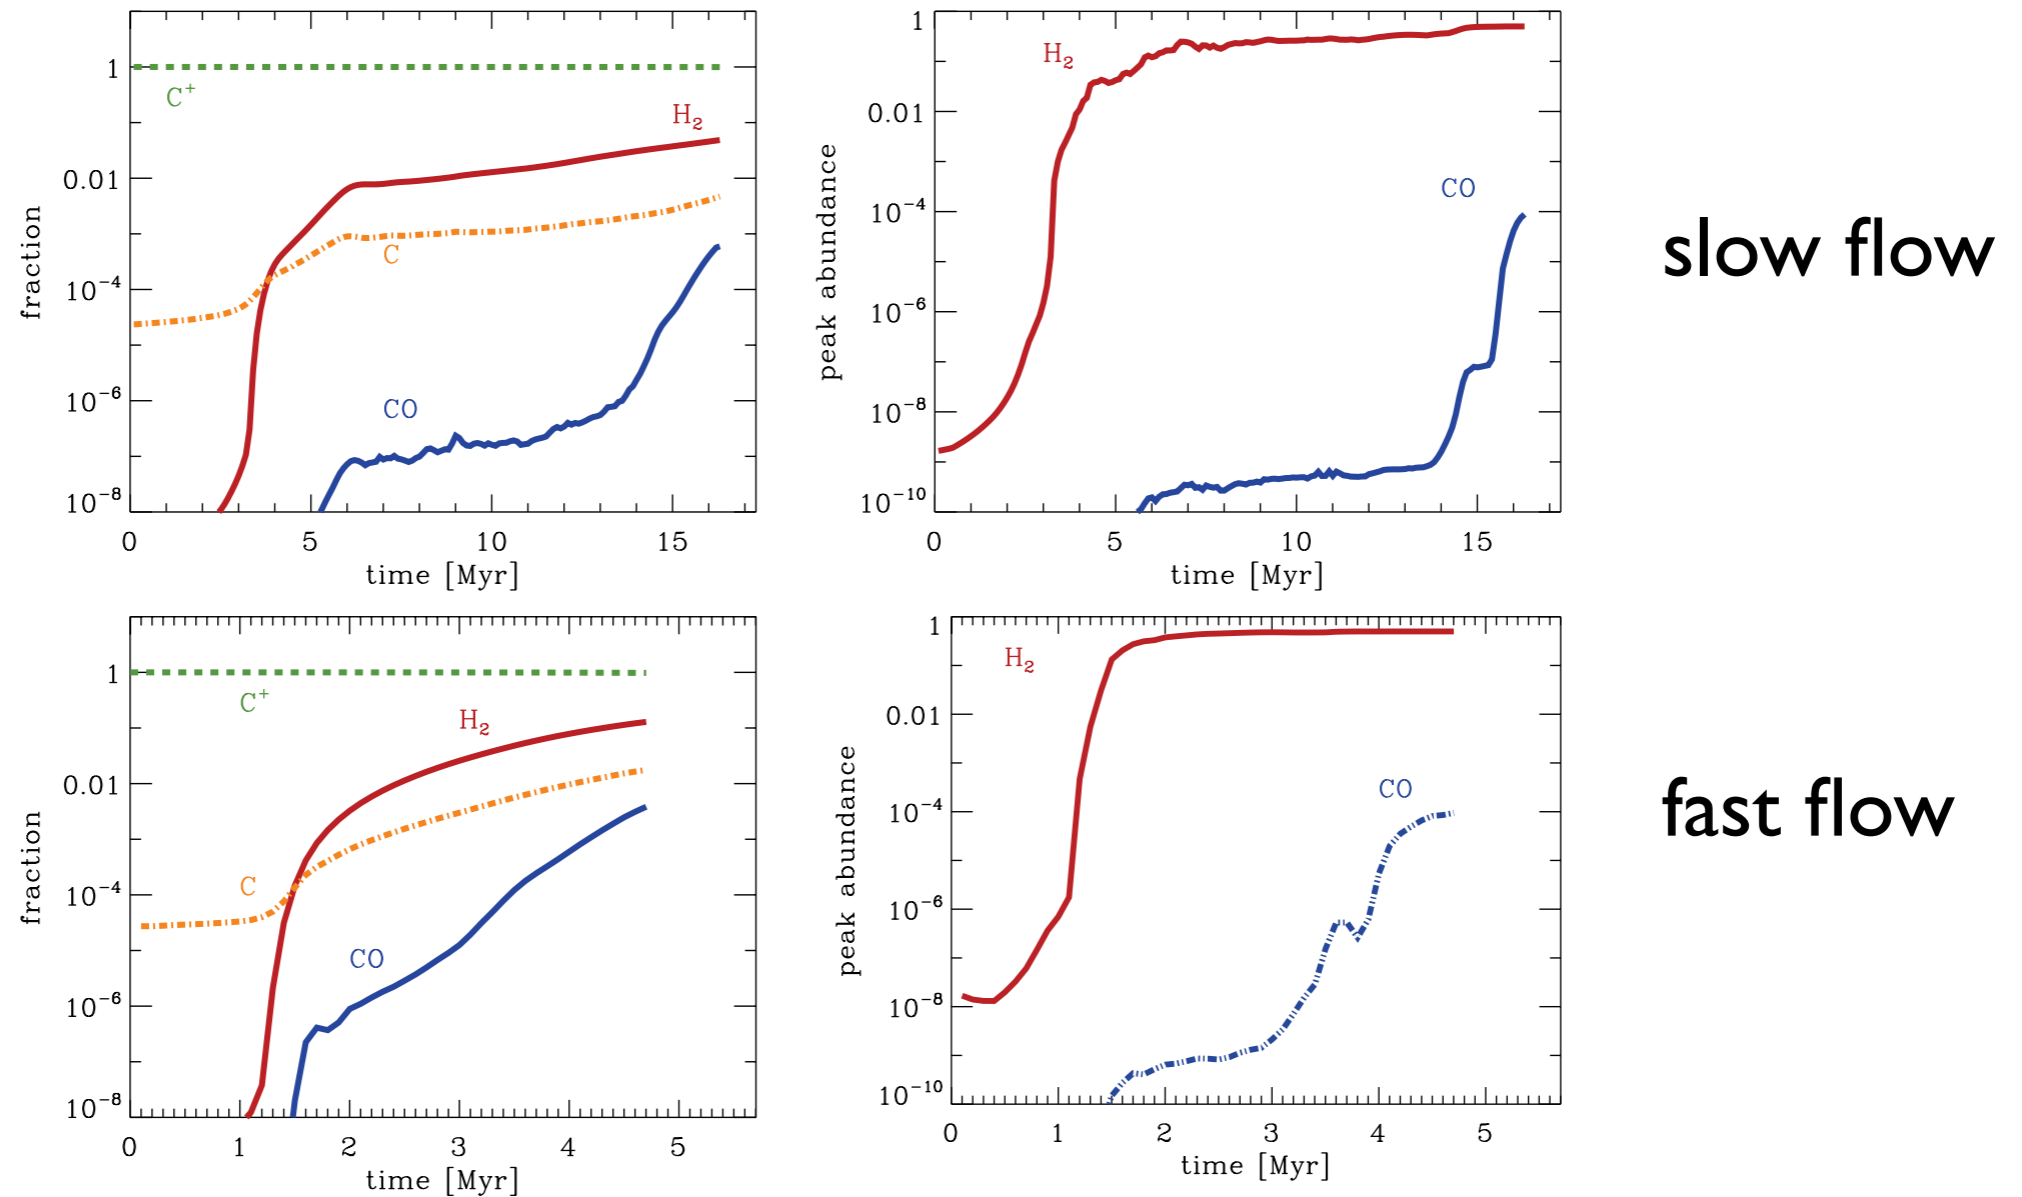 1
0.01
10⁻⁴
10⁻⁶
10⁻⁸
fraction
C⁺
H₂
C
CO
0 5 10 15
time [Myr]
1
0.01
10⁻⁴
10⁻⁶
10⁻⁸
10⁻¹⁰
peak abundance
H₂
CO
0 5 10 15
time [Myr]
slow flow
1
0.01
10⁻⁴
10⁻⁶
10⁻⁸
fraction
C⁺
H₂
C
CO
0 1 2 3 4 5
time [Myr]
1
0.01
10⁻⁴
10⁻⁶
10⁻⁸
10⁻¹⁰
peak abundance
H₂
CO
0 1 2 3 4 5
time [Myr]
fast flow